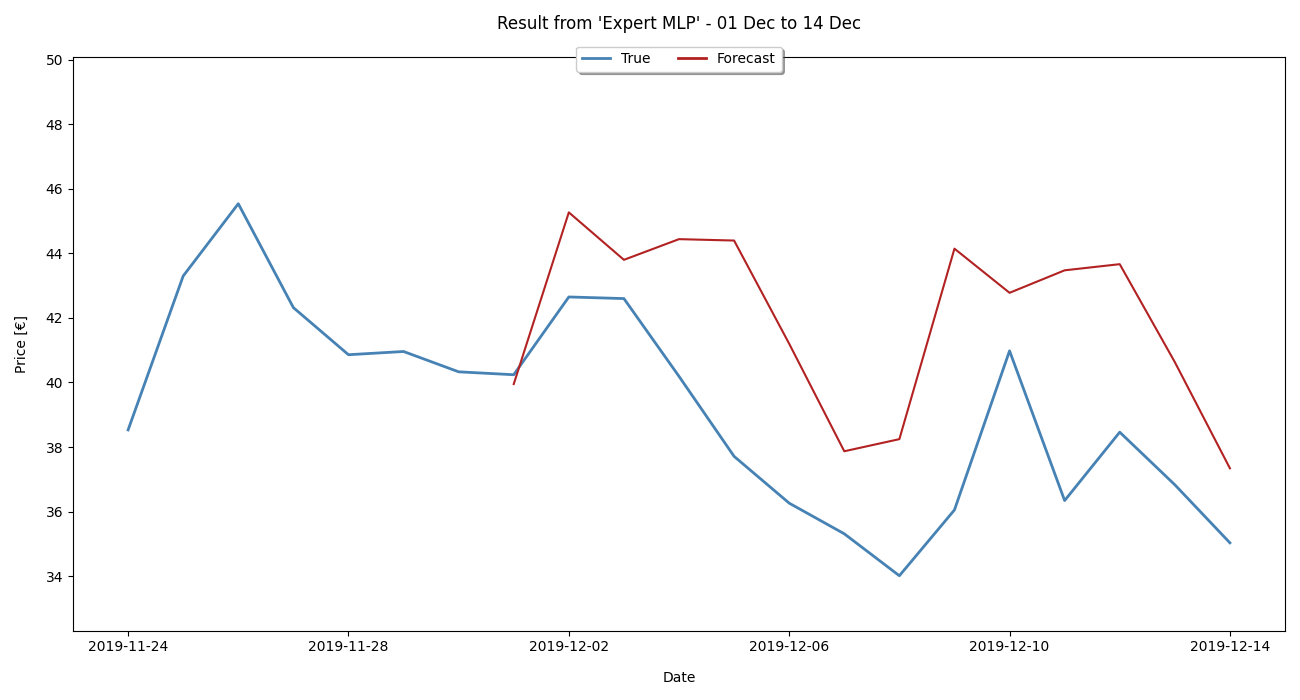 Result from 'Expert MLP' - 01 Dec to 14 Dec
True Forecast
50
48
46
44
42
40
38
36
34
Price [€]
2019-11-24 2019-11-28 2019-12-02 2019-12-06 2019-12-10 2019-12-14
Date